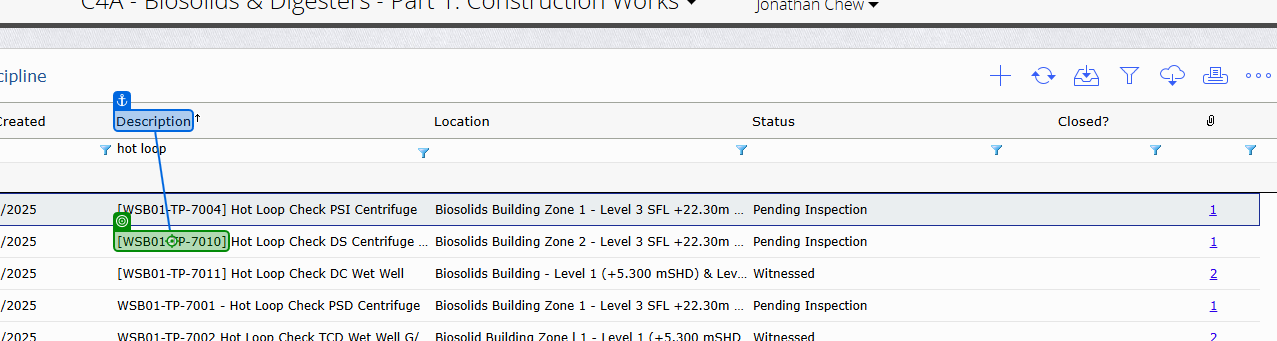 C4A - Biosolids & Digesters - Part 1: Construction Works
Jonathan Chew
cipline
Created Description Location Status Closed?
hot loop
/2025 [WSB01-TP-7004] Hot Loop Check PSI Centrifuge Biosolids Building Zone 1 - Level 3 SFL +22.30m ... Pending Inspection 1
/2025 [WSB01-TP-7010] Hot Loop Check DS Centrifuge ... Biosolids Building Zone 2 - Level 3 SFL +22.30m ... Pending Inspection 1
/2025 [WSB01-TP-7011] Hot Loop Check DC Wet Well Biosolids Building - Level 1 (+5.300 mSHD) & Lev... Witnessed 2
/2025 WSB01-TP-7001 - Hot Loop Check PSD Centrifuge Biosolids Building Zone 1 - Level 3 SFL +22.30m ... Pending Inspection 1
/2025 WSB01-TP-7002 Hot Loop Check TCD Wet Well G/ Biosolid Building Zone 1 - Level 1 (+5.300 mSHD Witnessed 2